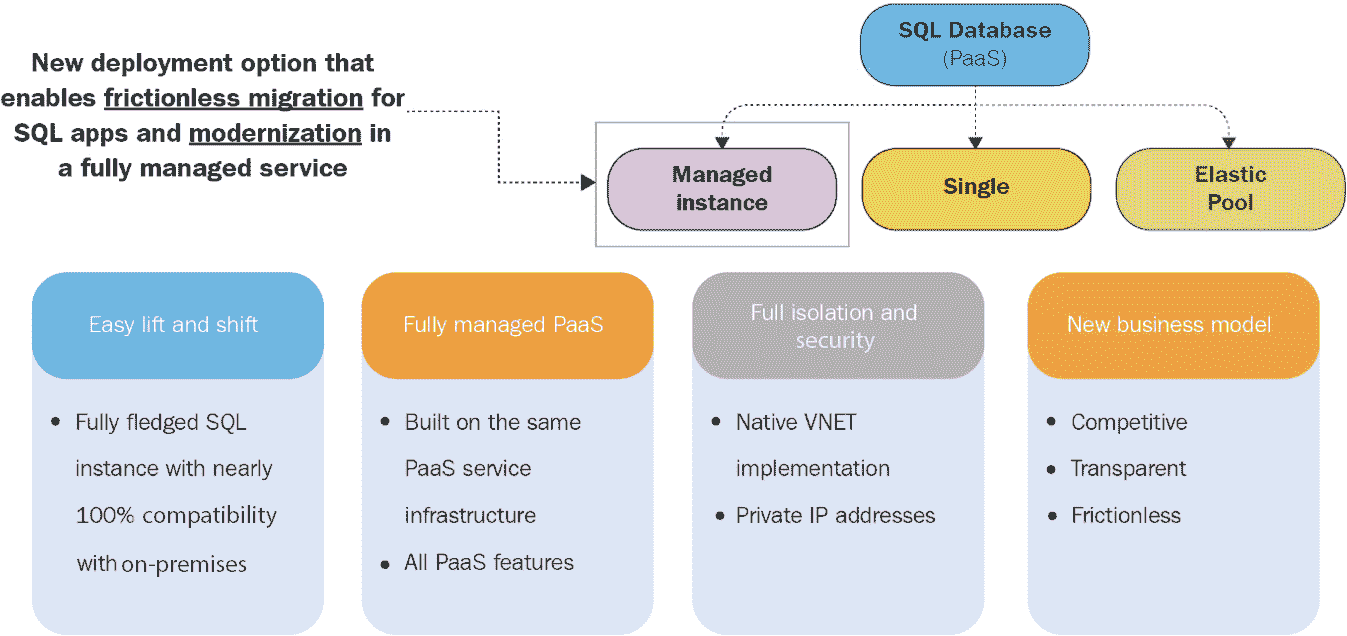 New deployment option that
enables frictionless migration for
SQL apps and modernization in
a fully managed service
SQL Database
(PaaS)
Managed
instance
Single
Elastic
Pool
Easy lift and shift
• Fully fledged SQL
instance with nearly
100% compatibility
with on-premises
Fully managed PaaS
• Built on the same
PaaS service
infrastructure
• All PaaS features
Full isolation and
security
• Native VNET
implementation
• Private IP addresses
New business model
• Competitive
• Transparent
• Frictionless